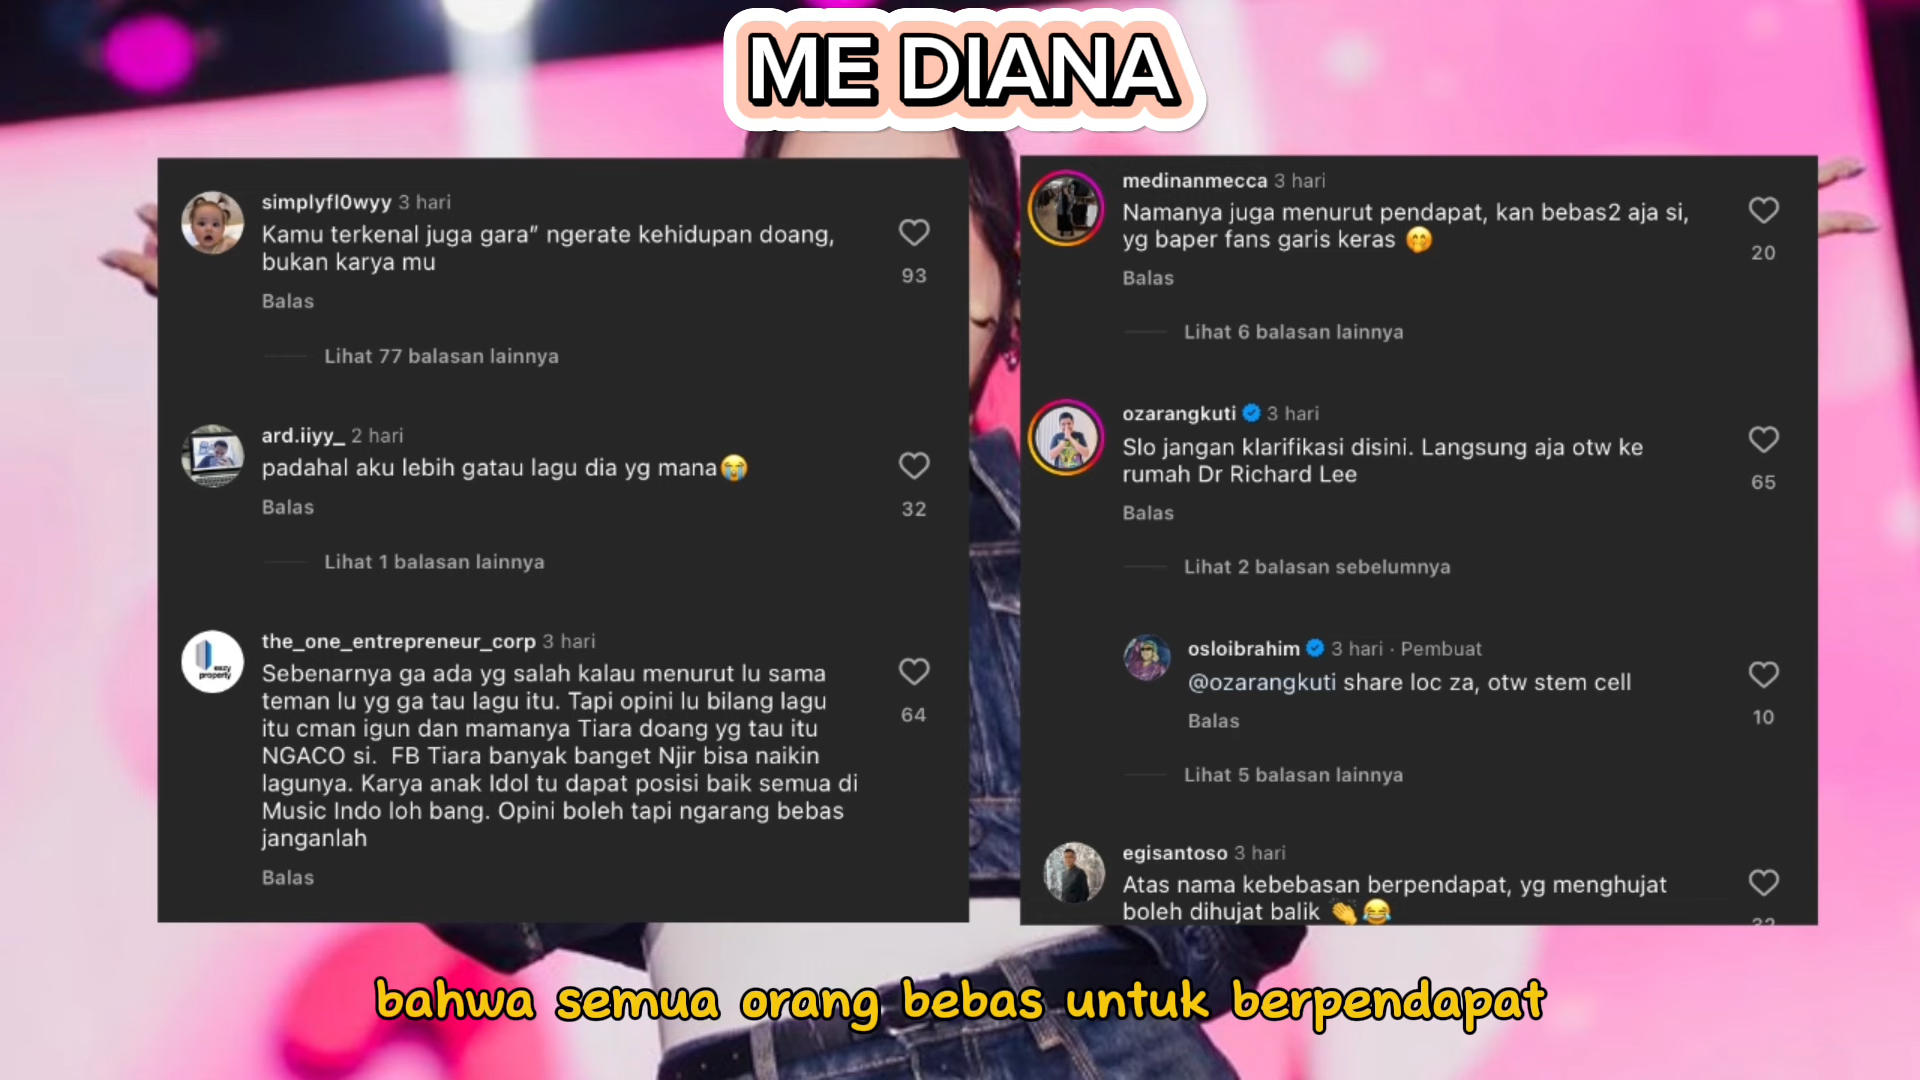 ME DIANA
simplyfl0wyy 3 hari
Kamu terkenal juga gara” ngerate kehidupan doang,
bukan karya mu
93
Balas
Lihat 77 balasan lainnya
ard.iiyy_ 2 hari
padahal aku lebih gatau lagu dia yg mana😭
32
Balas
Lihat 1 balasan lainnya
eazy
property
the_one_entrepreneur_corp 3 hari
Sebenarnya ga ada yg salah kalau menurut lu sama
teman lu yg ga tau lagu itu. Tapi opini lu bilang lagu
itu cman igun dan mamanya Tiara doang yg tau itu
NGACO si.  FB Tiara banyak banget Njir bisa naikin
lagunya. Karya anak Idol tu dapat posisi baik semua di
Music Indo loh bang. Opini boleh tapi ngarang bebas
janganlah
64
Balas
medinanmecca 3 hari
Namanya juga menurut pendapat, kan bebas2 aja si,
yg baper fans garis keras 🤭
20
Balas
Lihat 6 balasan lainnya
ozarangkuti 3 hari
Slo jangan klarifikasi disini. Langsung aja otw ke
rumah Dr Richard Lee
65
Balas
Lihat 2 balasan sebelumnya
osloibrahim 3 hari · Pembuat
@ozarangkuti share loc za, otw stem cell
10
Balas
Lihat 5 balasan lainnya
egisantoso 3 hari
Atas nama kebebasan berpendapat, yg menghujat
boleh dihujat balik 👏😂
bahwa semua orang bebas untuk berpendapat